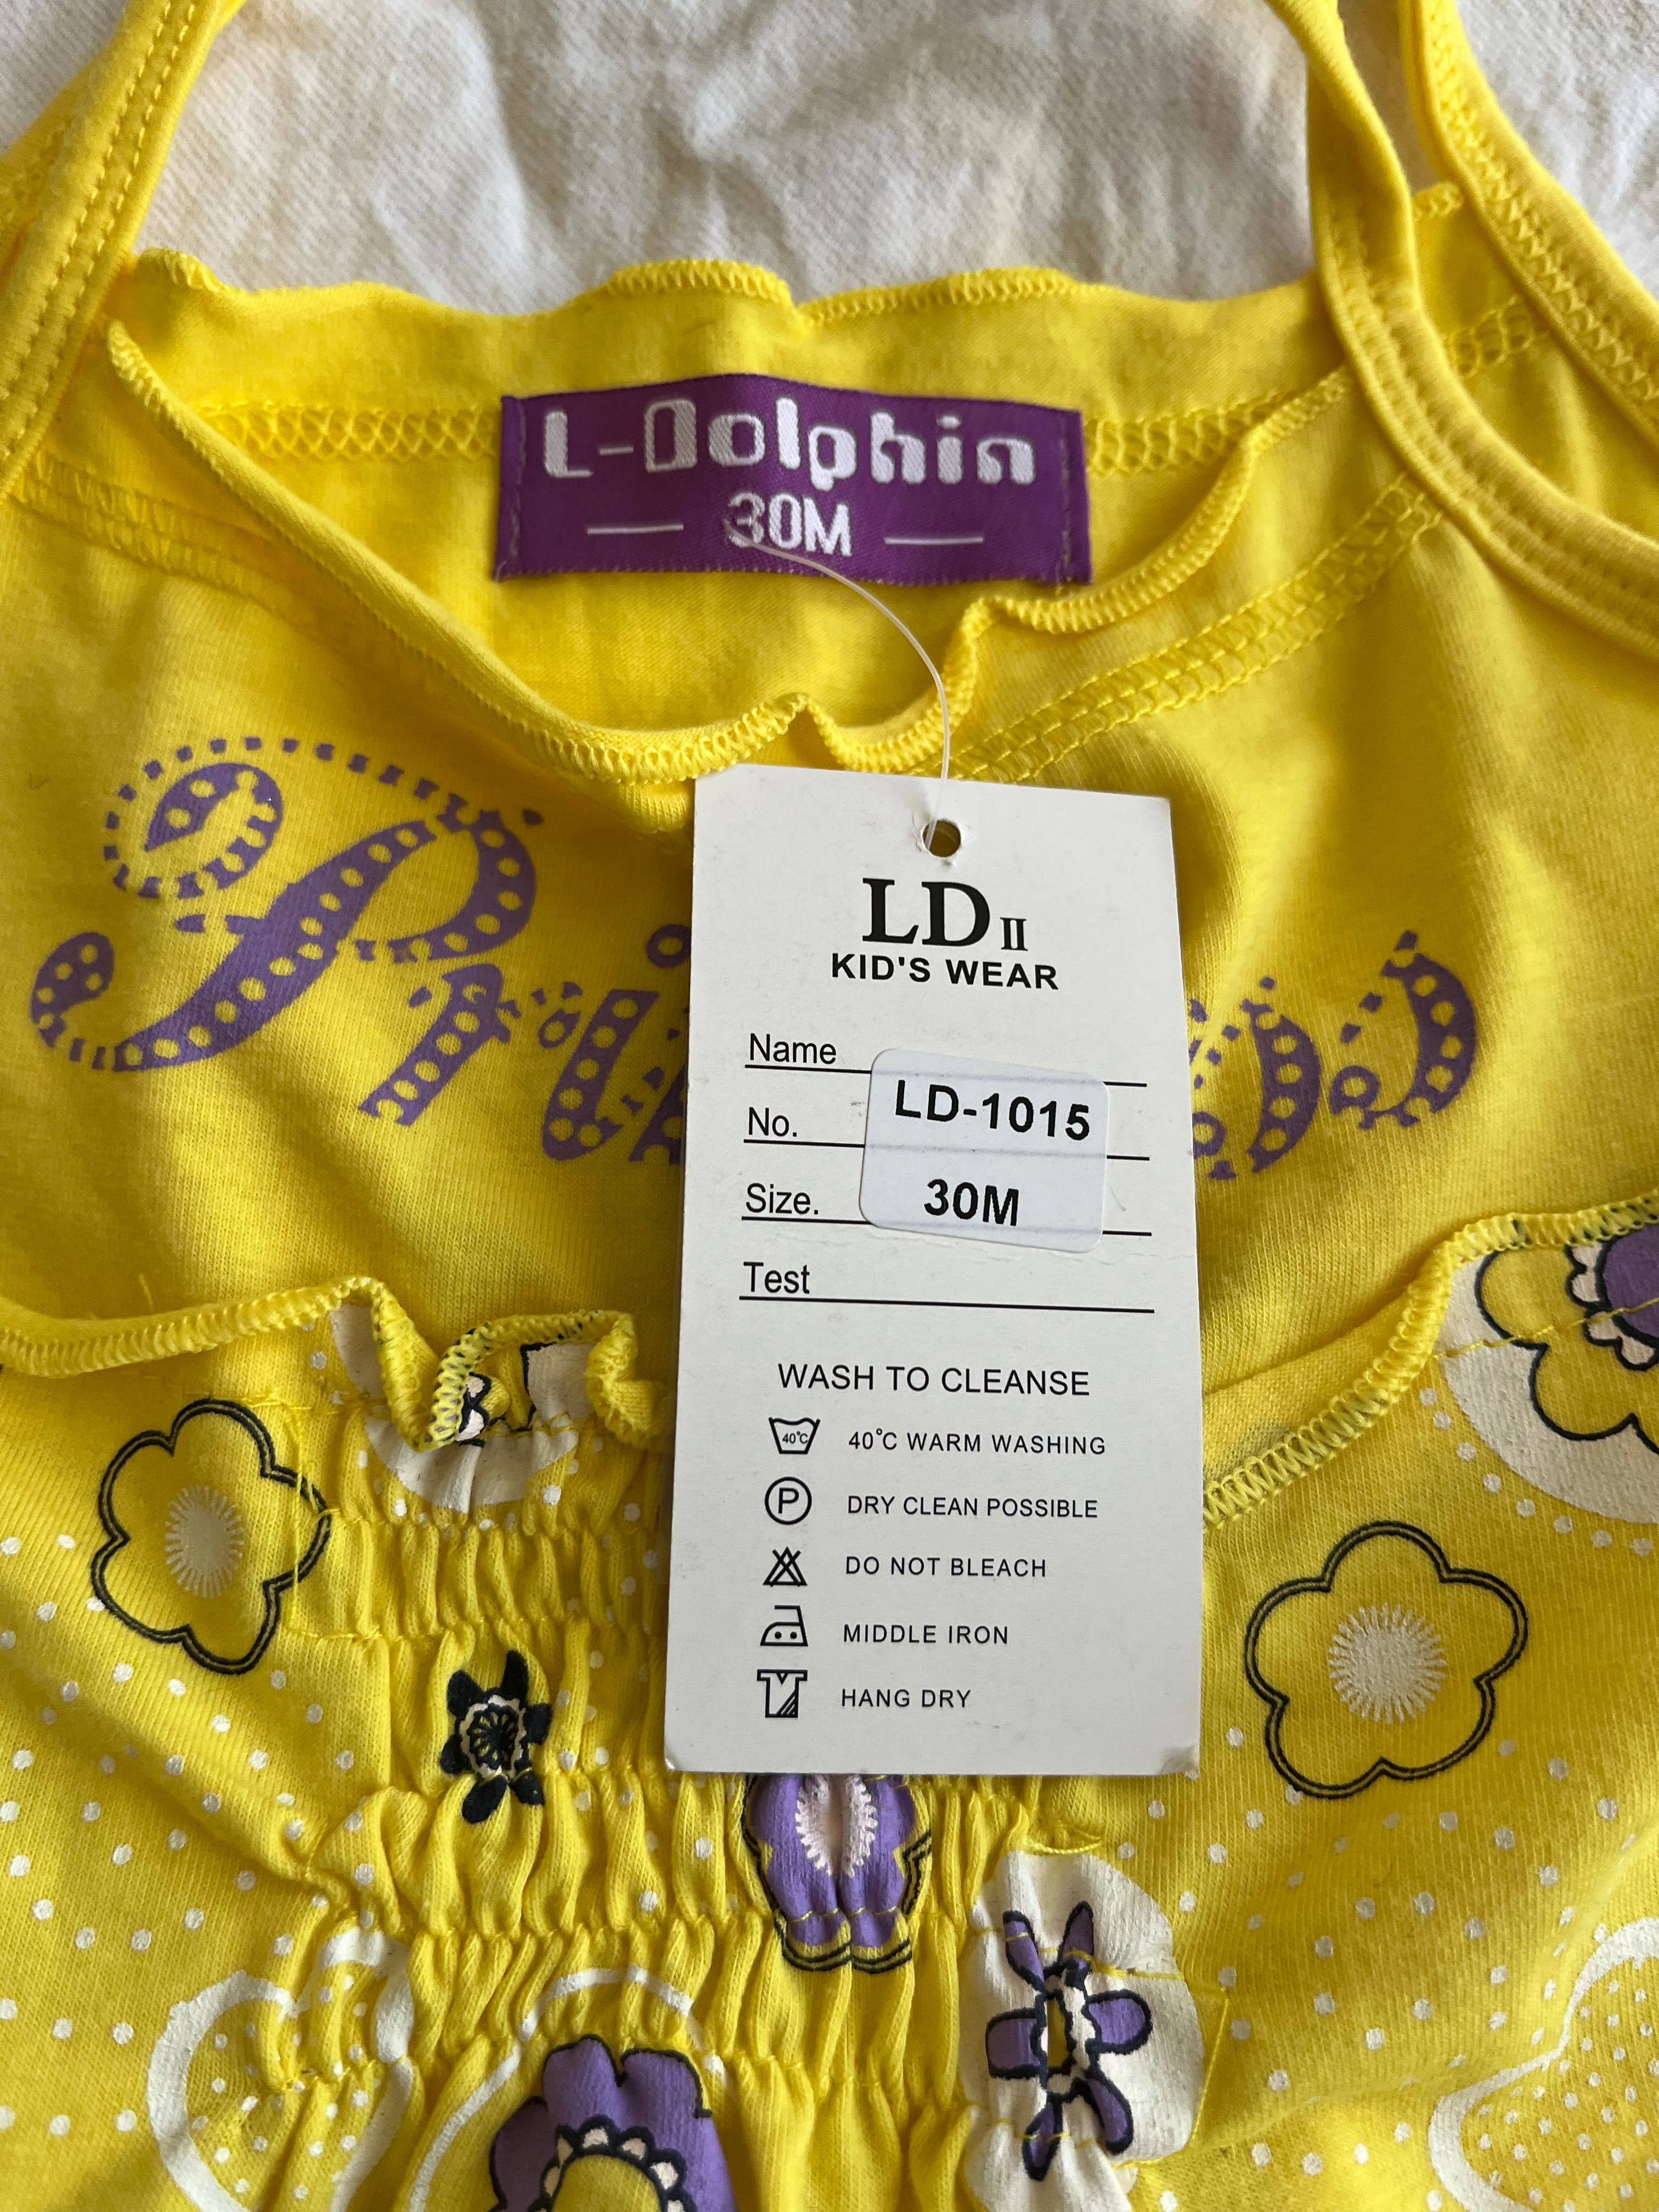 L-Dolphin
30M
LD II
KID'S WEAR
Name
LD-1015
No.
Size. 30M
Test
WASH TO CLEANSE
40°C 40°C WARM WASHING
P DRY CLEAN POSSIBLE
DO NOT BLEACH
MIDDLE IRON
HANG DRY